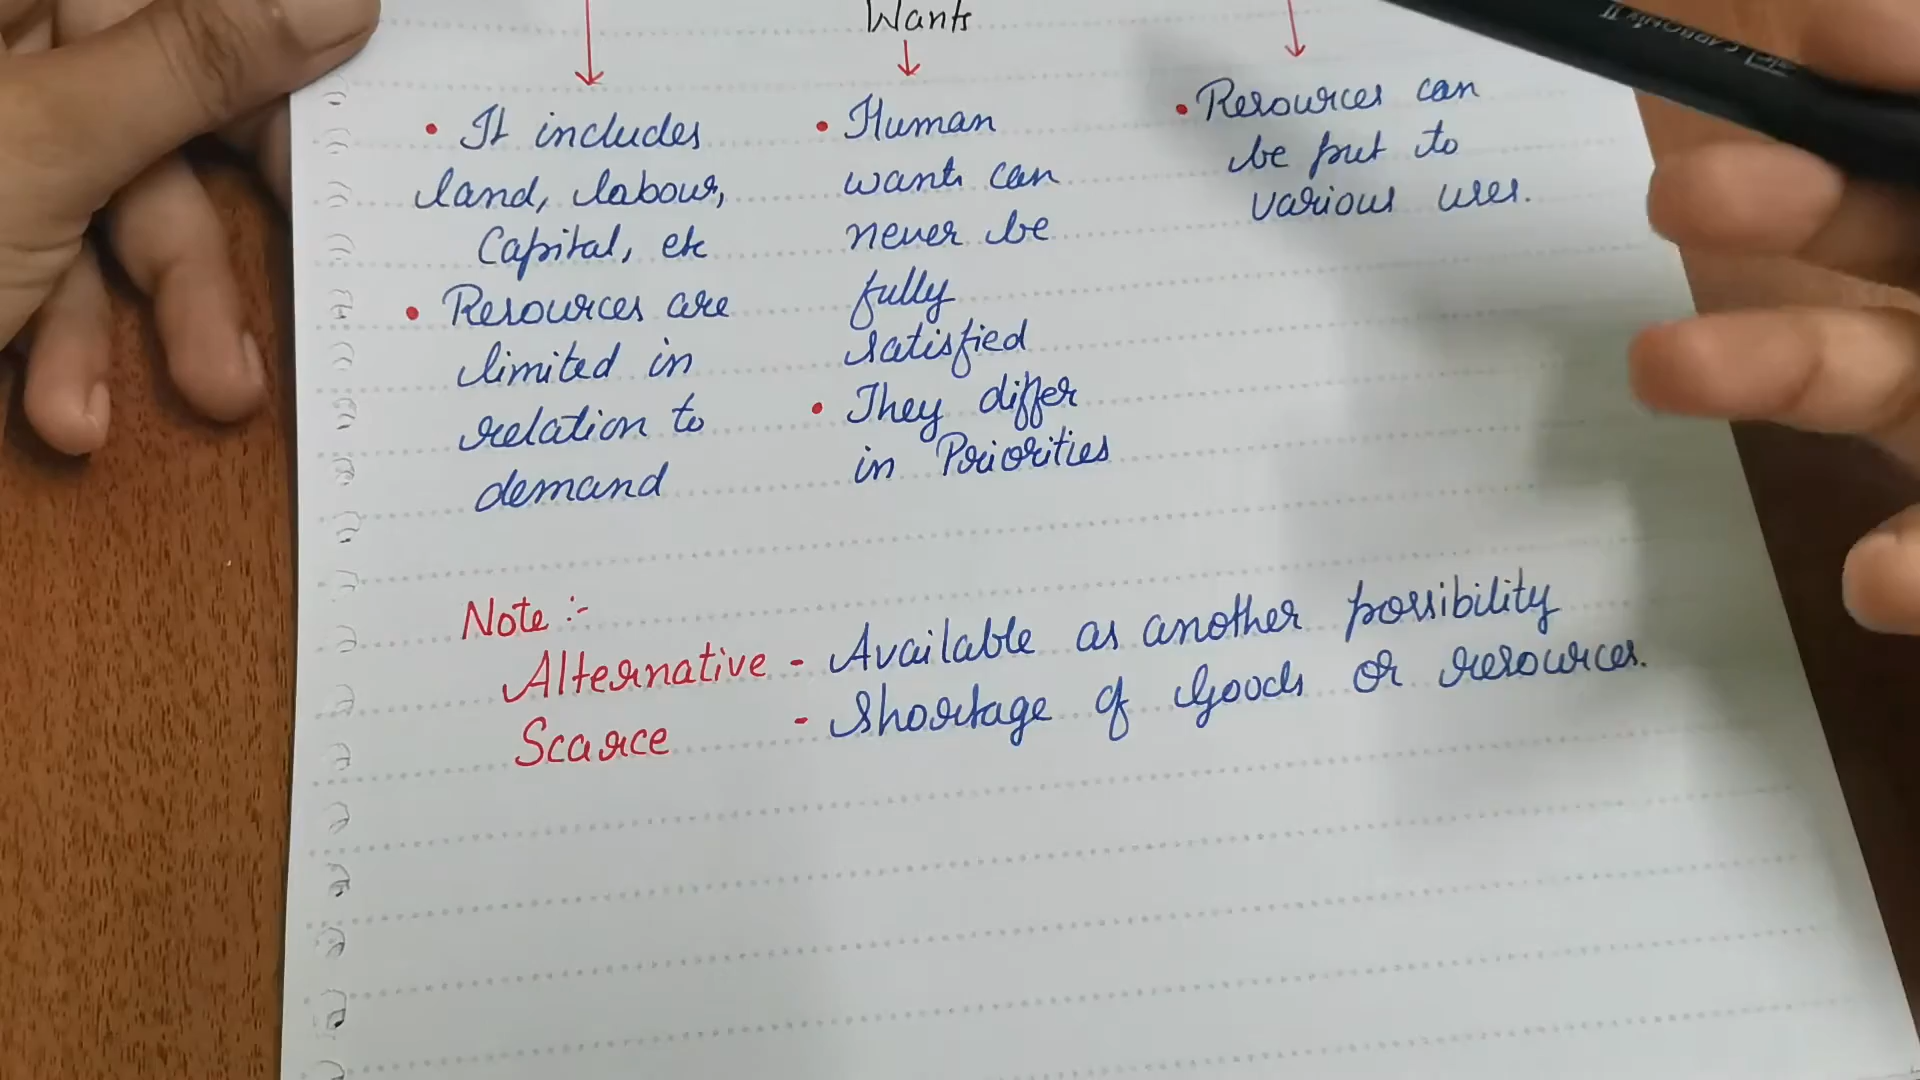 Wants
• It includes
land, labour,
Capital, etc
• Resources are
limited in
relation to
demand
• Human
wants can
never be
fully
satisfied
• They differ
in Priorities
• Resources can
be put to
various uses.
Note :-
Alternative - Available as another possibility
Scarce - Shortage of Goods or resources.